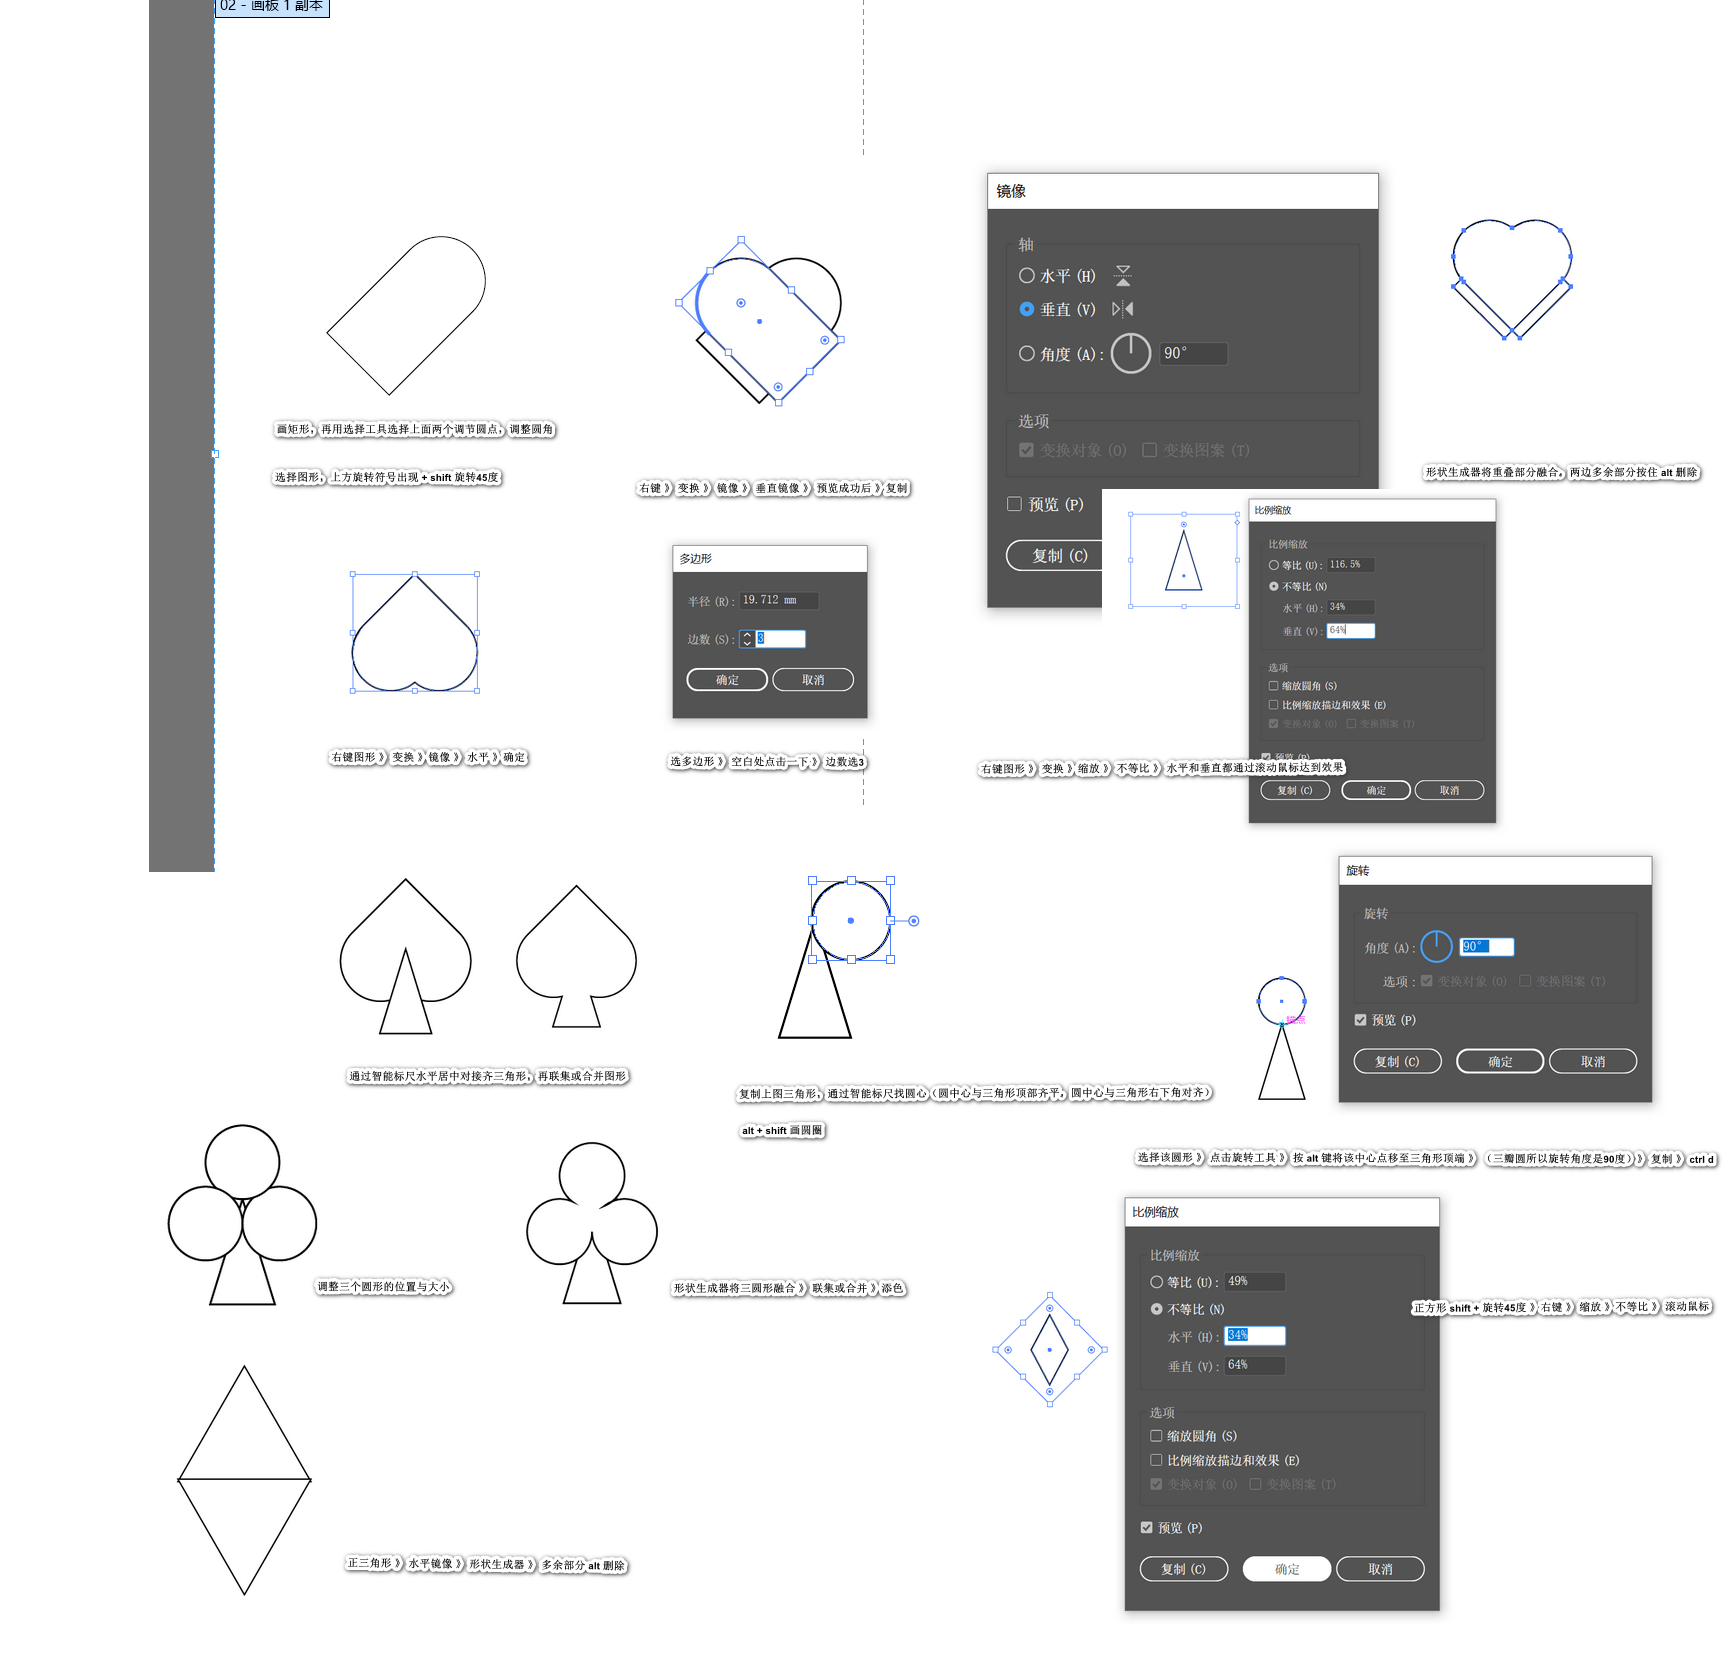 02 - 画板 1 副本
画矩形，再用选择工具选择上面两个调节圆点，调整圆角
选择图形，上方旋转符号出现 + shift 旋转45度
右键 》 变换 》 镜像 》 垂直镜像 》 预览成功后 》 复制
镜像
轴
水平 (H)
垂直 (V)
角度 (A):
90°
选项
变换对象 (O)
变换图案 (T)
预览 (P)
复制 (C)
形状生成器将重叠部分融合，两边多余部分按住 alt 删除
右键图形 》 变换 》 镜像 》 水平 》 确定
多边形
半径 (R):
19.712 mm
边数 (S):
3
确定
取消
选多边形 》 空白处点击一下 》 边数选3
比例缩放
比例缩放
等比 (U):
116.5%
不等比 (N)
水平 (H):
34%
垂直 (V):
64%
选项
缩放圆角 (S)
比例缩放描边和效果 (E)
变换对象 (O)
变换图案 (T)
预览 (P)
复制 (C)
确定
取消
右键图形 》 变换 》 缩放 》 不等比 》 水平和垂直都通过滚动鼠标达到效果
通过智能标尺水平居中对接齐三角形，再联集或合并图形
复制上图三角形，通过智能标尺找圆心（圆中心与三角形顶部齐平，圆中心与三角形右下角对齐）
alt + shift 画圆圈
锚点
旋转
旋转
角度 (A):
90°
选项:
变换对象 (O)
变换图案 (T)
预览 (P)
复制 (C)
确定
取消
选择该圆形 》 点击旋转工具 》 按 alt 键将该中心点移至三角形顶端 》 （三瓣圆所以旋转角度是90度）》 复制 》 ctrl d
调整三个圆形的位置与大小
形状生成器将三圆形融合 》 联集或合并 》 添色
比例缩放
比例缩放
等比 (U):
49%
不等比 (N)
水平 (H):
34%
垂直 (V):
64%
选项
缩放圆角 (S)
比例缩放描边和效果 (E)
变换对象 (O)
变换图案 (T)
预览 (P)
复制 (C)
确定
取消
正方形 shift + 旋转45度 》 右键 》 缩放 》 不等比 》 滚动鼠标
正三角形 》 水平镜像 》 形状生成器 》 多余部分 alt 删除